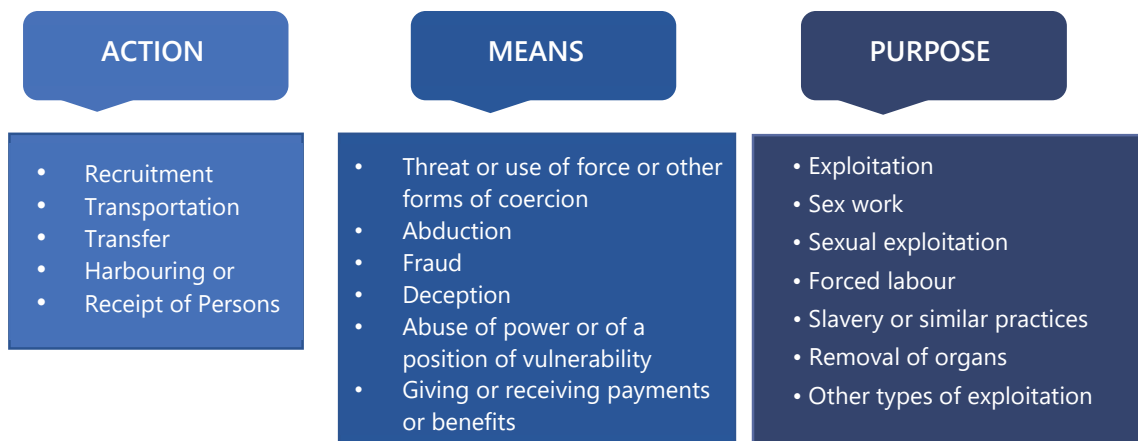 ACTION
• Recruitment
• Transportation
• Transfer
• Harbouring or
• Receipt of Persons
MEANS
• Threat or use of force or other
forms of coercion
• Abduction
• Fraud
• Deception
• Abuse of power or of a
position of vulnerability
• Giving or receiving payments
or benefits
PURPOSE
• Exploitation
• Sex work
• Sexual exploitation
• Forced labour
• Slavery or similar practices
• Removal of organs
• Other types of exploitation